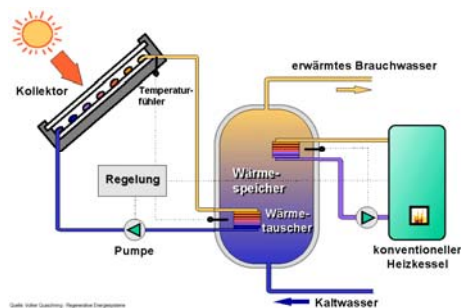 erwärmtes Brauchwasser
Kollektor
Temperatur-
fühler
Wärme-
speicher
Regelung
Wärme-
tauscher
Pumpe
konventioneller
Heizkessel
Kaltwasser
Quelle: Volker Quaschning - Regenerative Energiesysteme